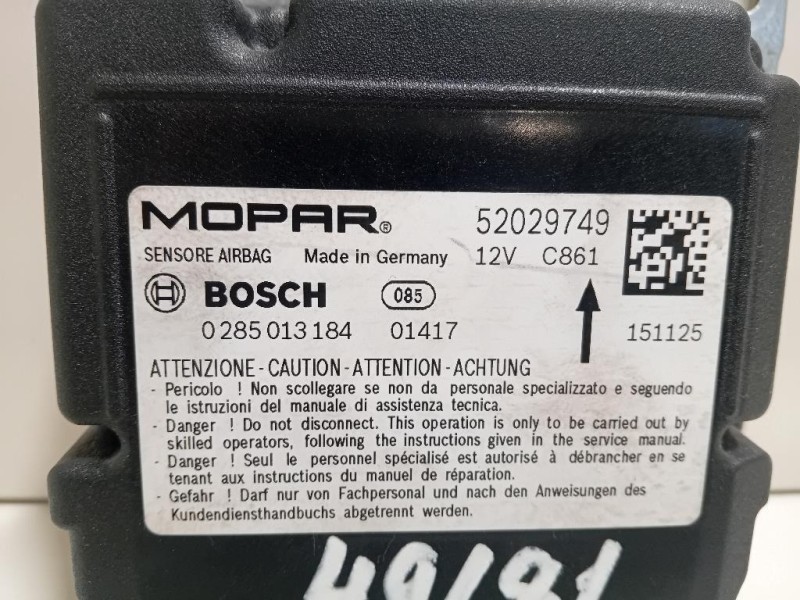 MOPAR® 52029749
SENSORE AIRBAG Made in Germany 12V C861
BOSCH 085
0 285 013 184 01417 151125
ATTENZIONE - CAUTION - ATTENTION - ACHTUNG
- Pericolo ! Non scollegare se non da personale specializzato e seguendo
le istruzioni del manuale di assistenza tecnica.
- Danger ! Do not disconnect. This operation is only to be carried out by
skilled operators, following the instructions given in the service manual.
- Danger ! Seul le personnel spécialisé est autorisé à débrancher en se
tenant aux instructions du manuel de réparation.
- Gefahr ! Darf nur von Fachpersonal und nach den Anweisungen des
Kundendiensthandbuchs abgetrennt werden.